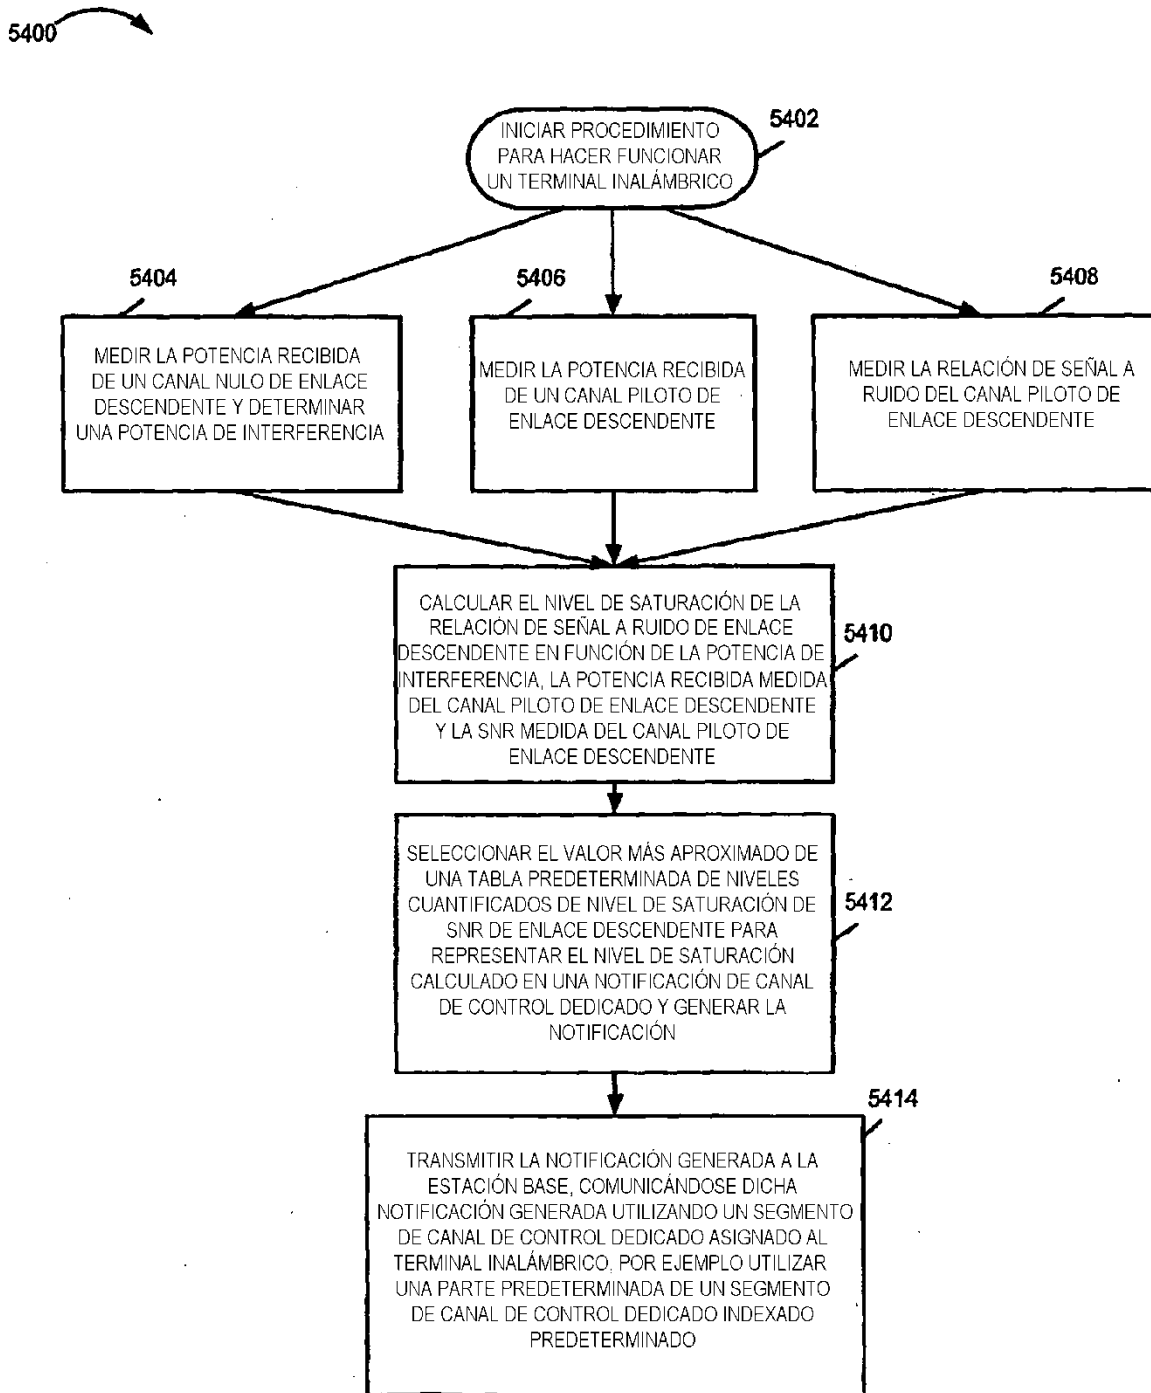 5400
5402
INICIAR PROCEDIMIENTO
PARA HACER FUNCIONAR
UN TERMINAL INALÁMBRICO
5404
MEDIR LA POTENCIA RECIBIDA
DE UN CANAL NULO DE ENLACE
DESCENDENTE Y DETERMINAR
UNA POTENCIA DE INTERFERENCIA
5406
MEDIR LA POTENCIA RECIBIDA
DE UN CANAL PILOTO DE
ENLACE DESCENDENTE
5408
MEDIR LA RELACIÓN DE SEÑAL A
RUIDO DEL CANAL PILOTO DE
ENLACE DESCENDENTE
CALCULAR EL NIVEL DE SATURACIÓN DE LA
RELACIÓN DE SEÑAL A RUIDO DE ENLACE
DESCENDENTE EN FUNCIÓN DE LA POTENCIA DE
INTERFERENCIA, LA POTENCIA RECIBIDA MEDIDA
DEL CANAL PILOTO DE ENLACE DESCENDENTE
Y LA SNR MEDIDA DEL CANAL PILOTO DE
ENLACE DESCENDENTE
5410
SELECCIONAR EL VALOR MÁS APROXIMADO DE
UNA TABLA PREDETERMINADA DE NIVELES
CUANTIFICADOS DE NIVEL DE SATURACIÓN DE
SNR DE ENLACE DESCENDENTE PARA
REPRESENTAR EL NIVEL DE SATURACIÓN
CALCULADO EN UNA NOTIFICACIÓN DE CANAL
DE CONTROL DEDICADO Y GENERAR LA
NOTIFICACIÓN
5412
5414
TRANSMITIR LA NOTIFICACIÓN GENERADA A LA
ESTACIÓN BASE, COMUNICÁNDOSE DICHA
NOTIFICACIÓN GENERADA UTILIZANDO UN SEGMENTO
DE CANAL DE CONTROL DEDICADO ASIGNADO AL
TERMINAL INALÁMBRICO, POR EJEMPLO UTILIZAR
UNA PARTE PREDETERMINADA DE UN SEGMENTO
DE CANAL DE CONTROL DEDICADO INDEXADO
PREDETERMINADO